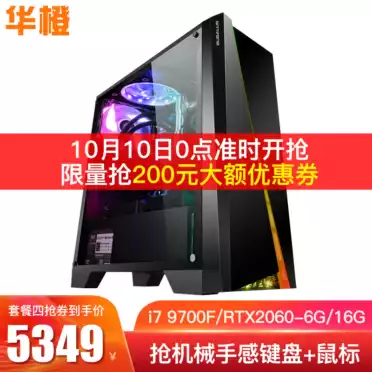 华橙
10月10日0点准时开抢
限量抢200元大额优惠券
i7 9700F/RTX2060-6G/16G
套餐四抢券到手价
5349¥
抢机械手感键盘+鼠标